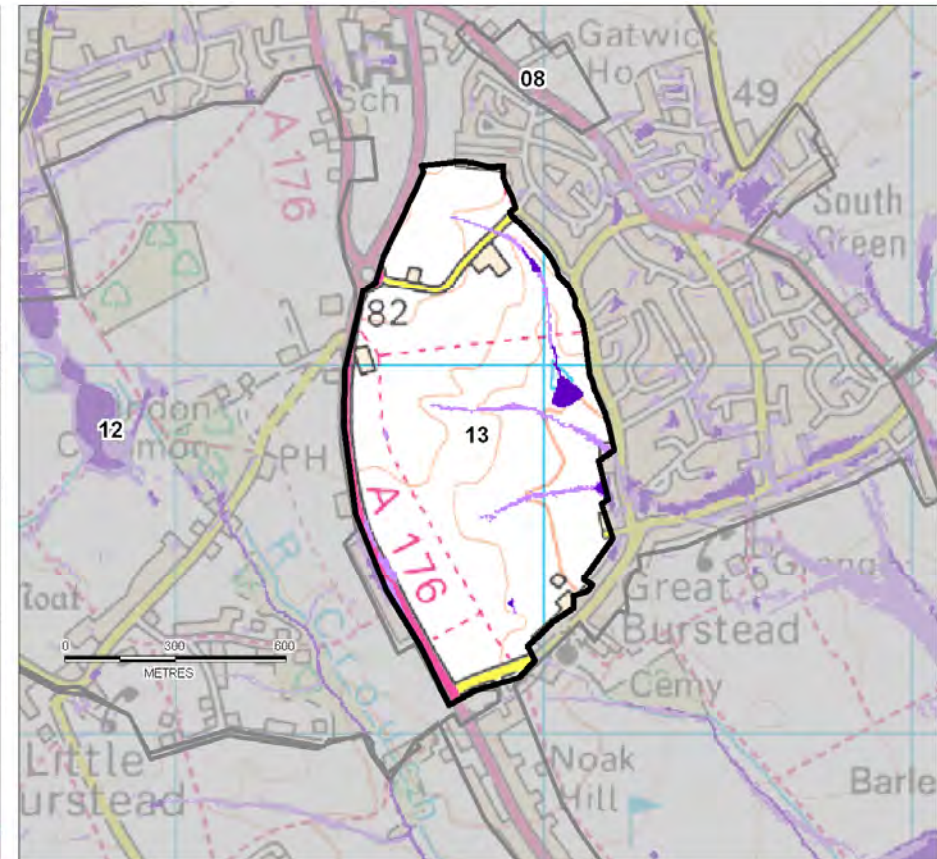 Gatwick
Ho
08
Sch
49
A 176
South
Green
82
12
13
PH
A 176
R. Crouch
Great
Burstead
0 300 600
METRES
Cemy
Little
urstead
Noak
Hill
Barle